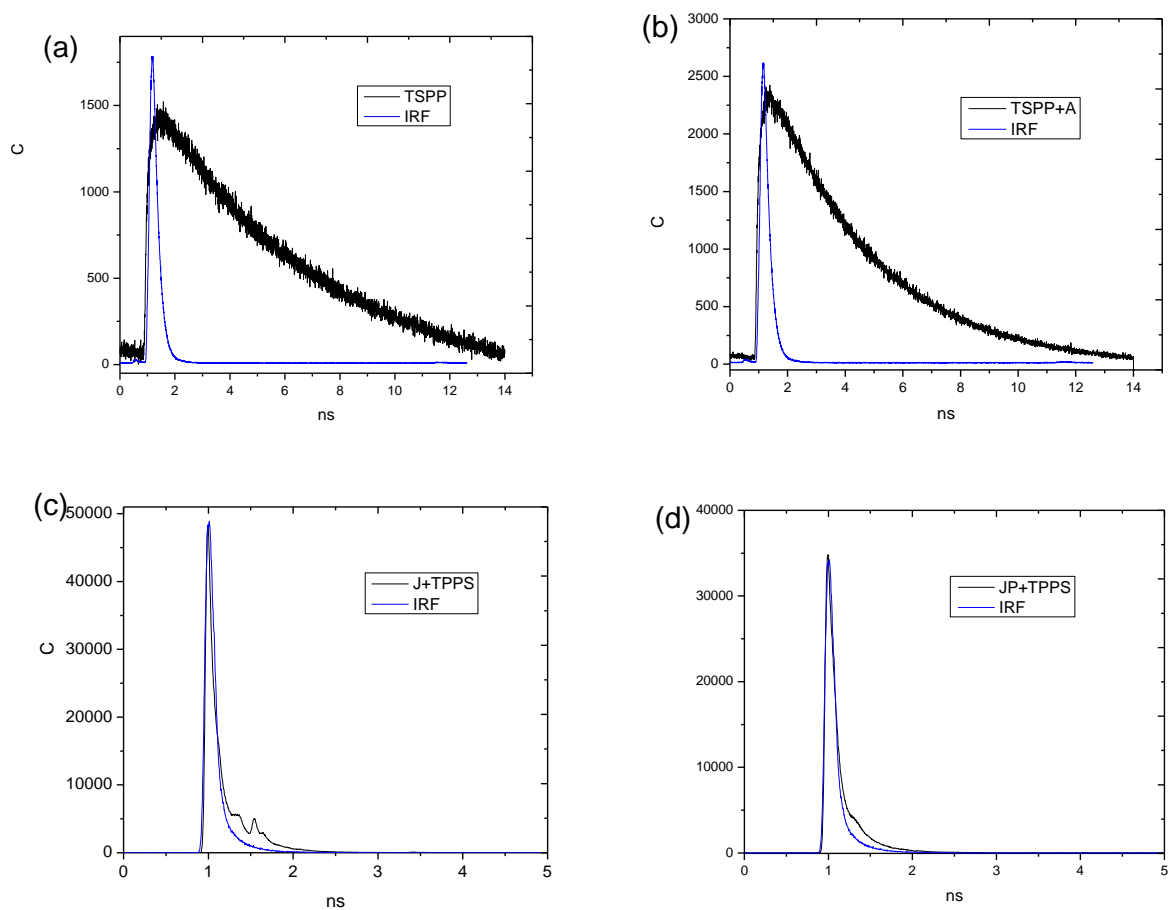 (a)
TSPP
IRF
1500
1000
500
0
C
0 2 4 6 8 10 12 14
ns
(b)
TSPP+A
IRF
3000
2500
2000
1500
1000
500
0
C
0 2 4 6 8 10 12 14
ns
(c)
J+TPPS
IRF
50000
40000
30000
20000
10000
0
C
0 1 2 3 4 5
ns
(d)
JP+TPPS
IRF
40000
30000
20000
10000
0
0 1 2 3 4 5
ns